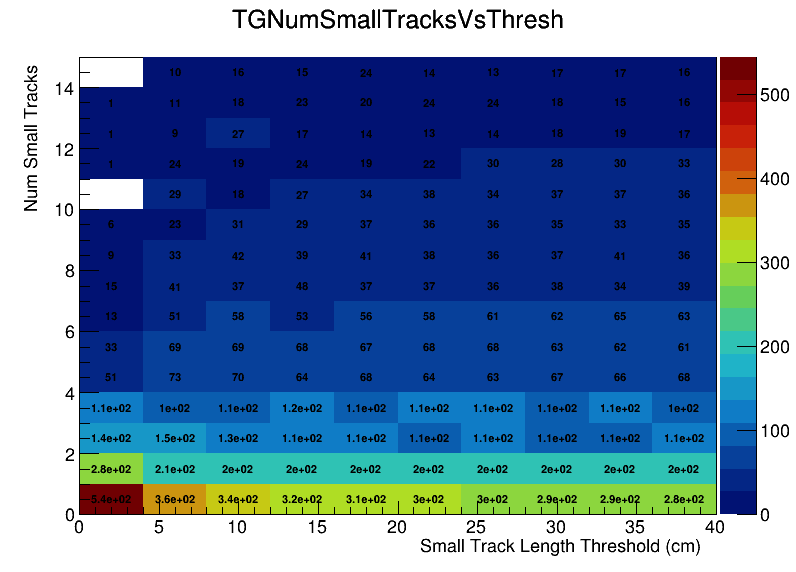 TGNumSmallTracksVsThresh
Num Small Tracks
14
12
10
8
6
4
2
0
10 16 15 24 14 13 17 17 16
1 11 18 23 20 24 24 18 15 16
1 9 27 17 14 13 14 16 19 17
1 24 19 24 19 22 30 28 30 33
29 18 27 34 38 34 37 37 36
6 23 31 29 37 36 36 35 33 35
9 33 42 39 41 38 36 37 41 36
15 41 37 48 37 37 36 38 34 39
13 51 58 53 56 58 61 62 65 63
33 69 69 68 67 68 68 63 62 61
51 73 70 64 68 64 63 67 66 68
1.1e+02 1e+02 1.1e+02 1.2e+02 1.1e+02 1.1e+02 1.1e+02 1.1e+02 1.1e+02 1e+02
1.4e+02 1.5e+02 1.3e+02 1.1e+02 1.1e+02 1.1e+02 1.1e+02 1.1e+02 1.1e+02 1.1e+02
2.8e+02 2.1e+02 2e+02 2e+02 2e+02 2e+02 2e+02 2e+02 2e+02 2e+02
5.4e+02 3.6e+02 3.4e+02 3.2e+02 3.1e+02 3e+02 3e+02 2.9e+02 2.9e+02 2.8e+02
0 5 10 15 20 25 30 35 40
Small Track Length Threshold (cm)
500
400
300
200
100
0